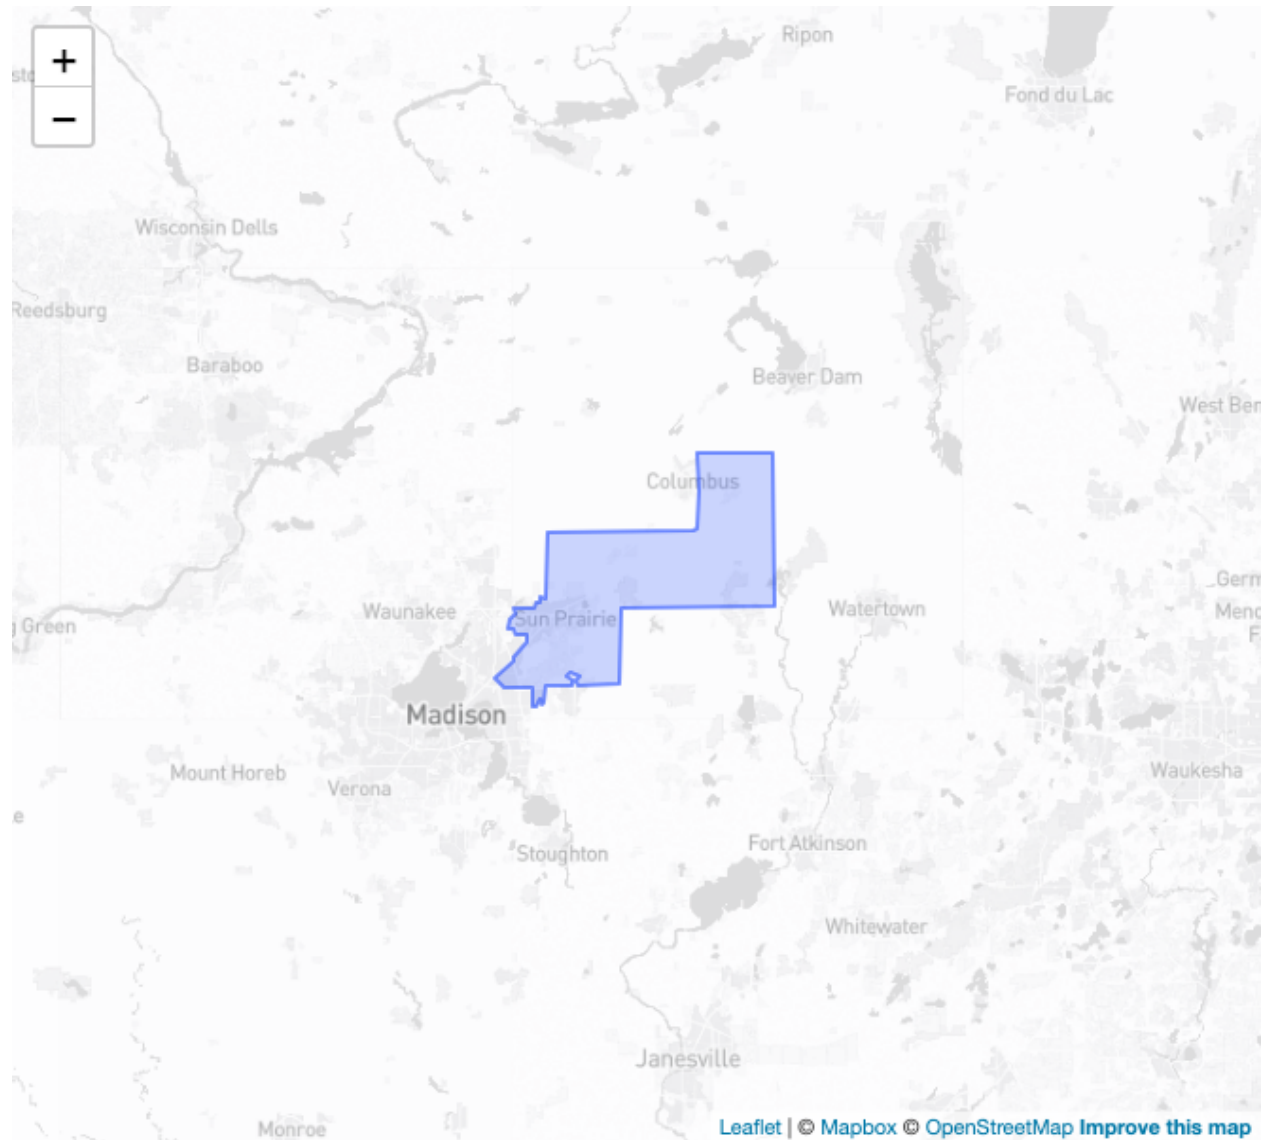 +
−
Ripon
Fond du Lac
Wisconsin Dells
Reedsburg
Baraboo
Beaver Dam
Columbus
Waunakee
Sun Prairie
Watertown
Madison
Mount Horeb
Verona
Waukesha
Stoughton
Fort Atkinson
Whitewater
Janesville
Monroe
Leaflet | © Mapbox © OpenStreetMap Improve this map